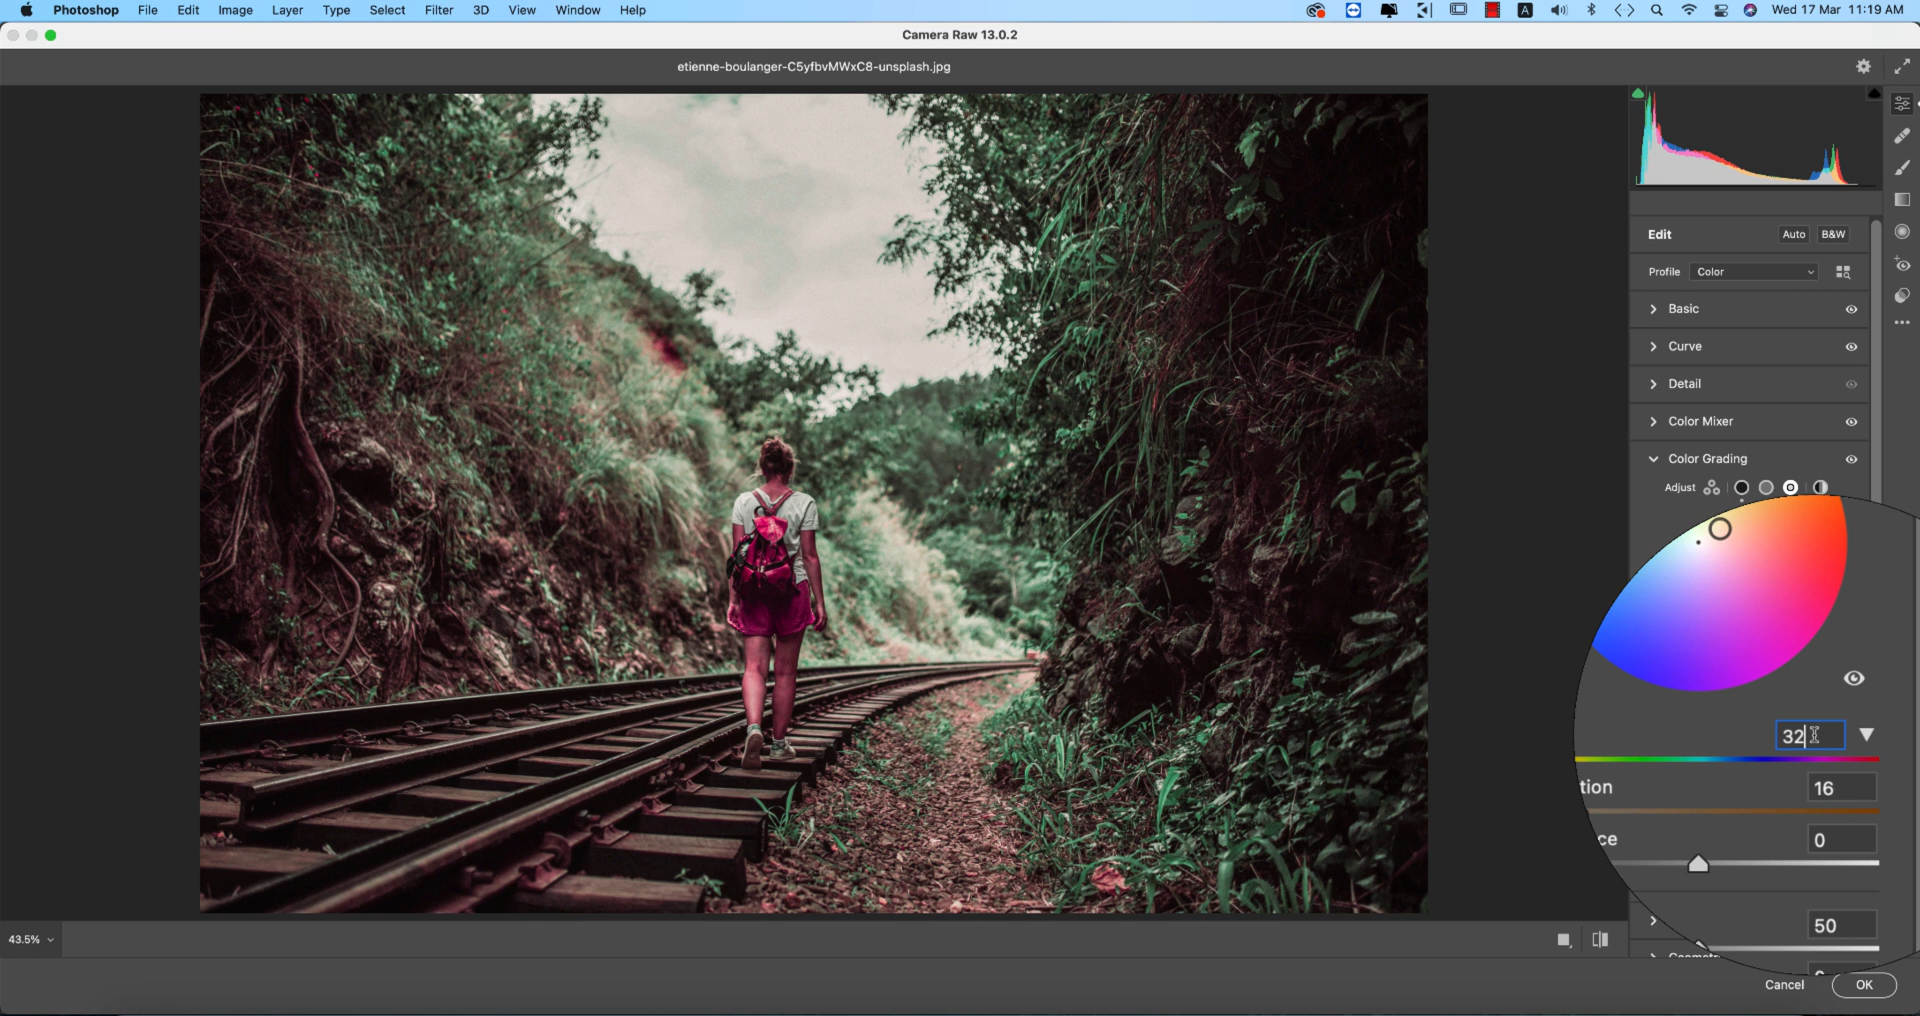 Photoshop File Edit Image Layer Type Select Filter 3D View Window Help A Wed 17 Mar 11:19 AM
Camera Raw 13.0.2
etienne-boulanger-C5yfbvMWxC8-unsplash.jpg
Edit Auto B&W
Profile Color
Basic
Curve
Detail
Color Mixer
Color Grading
Adjust
32
tion 16
ce 0
50
43.5%
Cancel OK